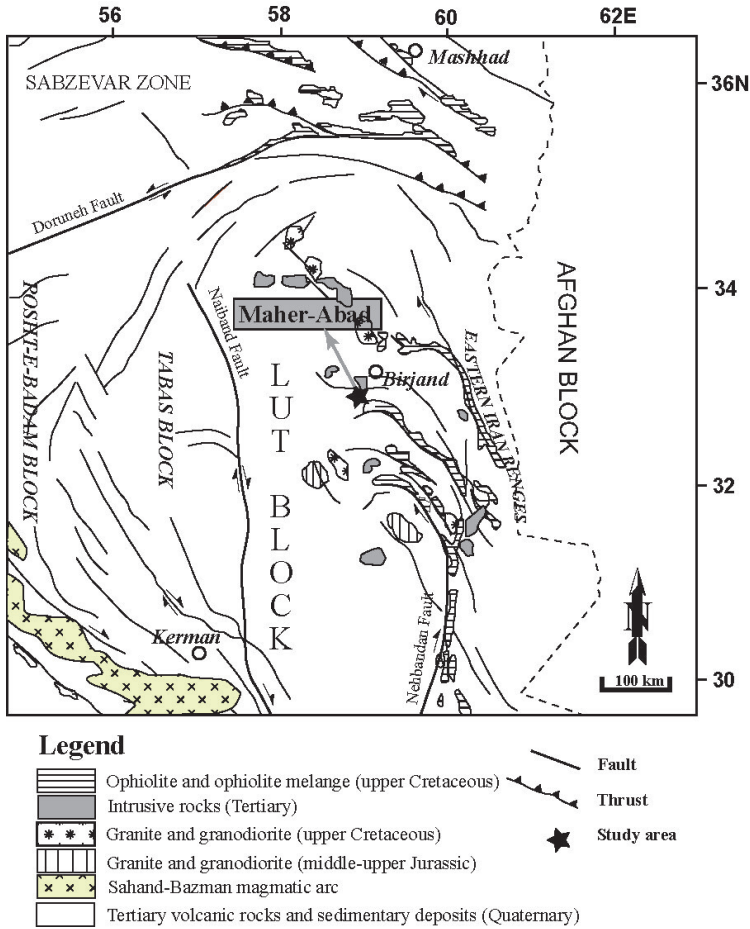 56 58 60 62E
Mashhad
36N
SABZEVAR ZONE
Doruneh Fault
34
AFGHAN BLOCK
Naiband Fault
Maher-Abad
ROSHT-E-BADAM BLOCK
TABAS BLOCK
EASTERN IRAN RENGES
LUT BLOCK
Birjand
32
Kerman
Nehbandan Fault
N
30
100 km
Legend
Ophiolite and ophiolite melange (upper Cretaceous)
Intrusive rocks (Tertiary)
Granite and granodiorite (upper Cretaceous)
Granite and granodiorite (middle-upper Jurassic)
Sahand-Bazman magmatic arc
Tertiary volcanic rocks and sedimentary deposits (Quaternary)
Fault
Thrust
Study area